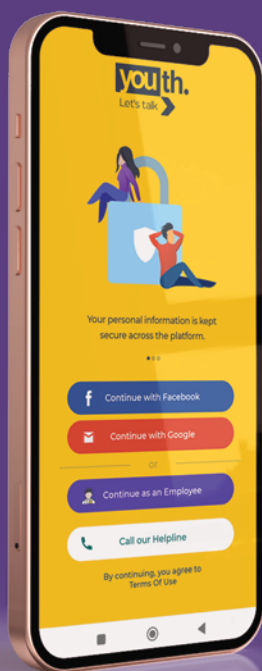 youth.
Let's talk
Your personal information is kept
secure across the platform.
Continue with Facebook
Continue with Google
or
Continue as an Employee
Call our Helpline
By continuing, you agree to
Terms Of Use